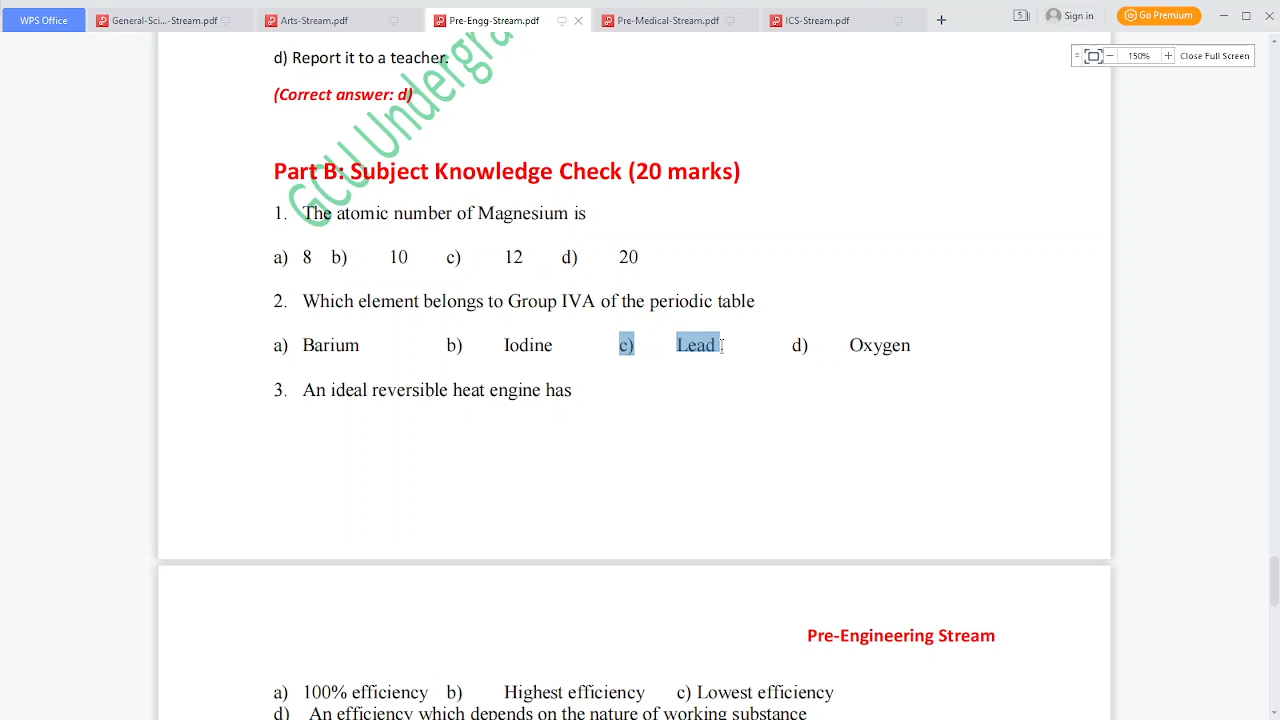 WPS Office General-Sci...-Stream.pdf Arts-Stream.pdf Pre-Engg-Stream.pdf Pre-Medical-Stream.pdf ICS-Stream.pdf + 5 Sign in Go Premium
150% Close Full Screen
d) Report it to a teacher.
(Correct answer: d)
GCU Undergra
Part B: Subject Knowledge Check (20 marks)
1. The atomic number of Magnesium is
a) 8 b) 10 c) 12 d) 20
2. Which element belongs to Group IVA of the periodic table
a) Barium b) Iodine c) Lead d) Oxygen
3. An ideal reversible heat engine has
Pre-Engineering Stream
a) 100% efficiency b) Highest efficiency c) Lowest efficiency
d) An efficiency which depends on the nature of working substance